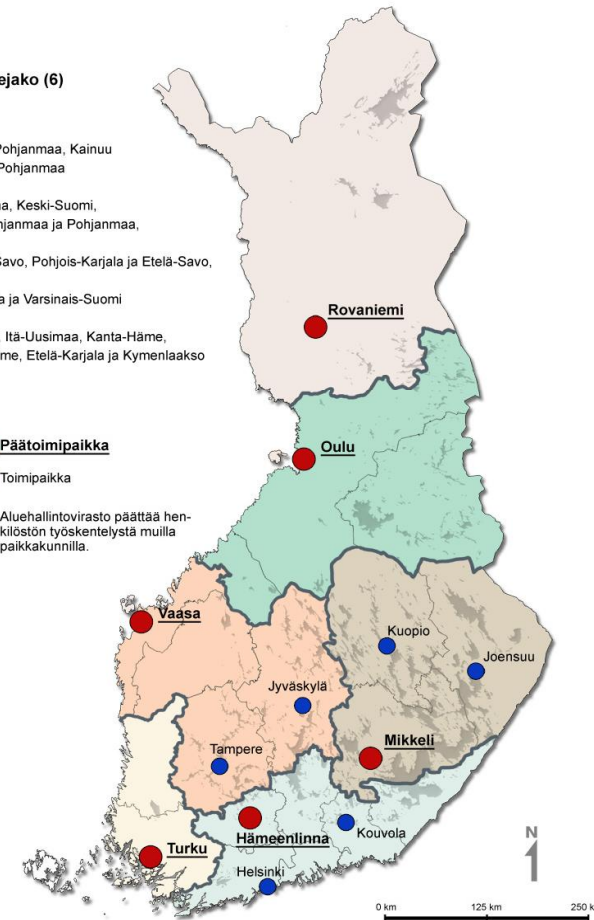 ejako (6)
Pohjanmaa, Kainuu
Pohjanmaa
a, Keski-Suomi,
hjanmaa ja Pohjanmaa,
Savo, Pohjois-Karjala ja Etelä-Savo,
a ja Varsinais-Suomi
Itä-Uusimaa, Kanta-Häme,
me, Etelä-Karjala ja Kymenlaakso
Päätoimipaikka
Toimipaikka
Aluehallintovirasto päättää hen-
kilöstön työskentelystä muilla
paikkakunnilla.
Rovaniemi
Oulu
Vaasa
Kuopio
Joensuu
Jyväskylä
Mikkeli
Tampere
Hämeenlinna
Kouvola
Turku
Helsinki
N
0 km 125 km 250 k